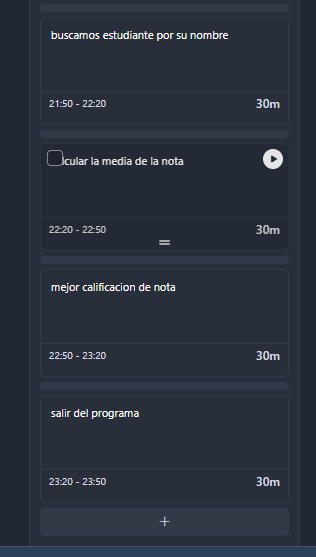 buscamos estudiante por su nombre
21:50 - 22:20 30m
cular la media de la nota
22:20 - 22:50 30m
mejor calificacion de nota
22:50 - 23:20 30m
salir del programa
23:20 - 23:50 30m
+